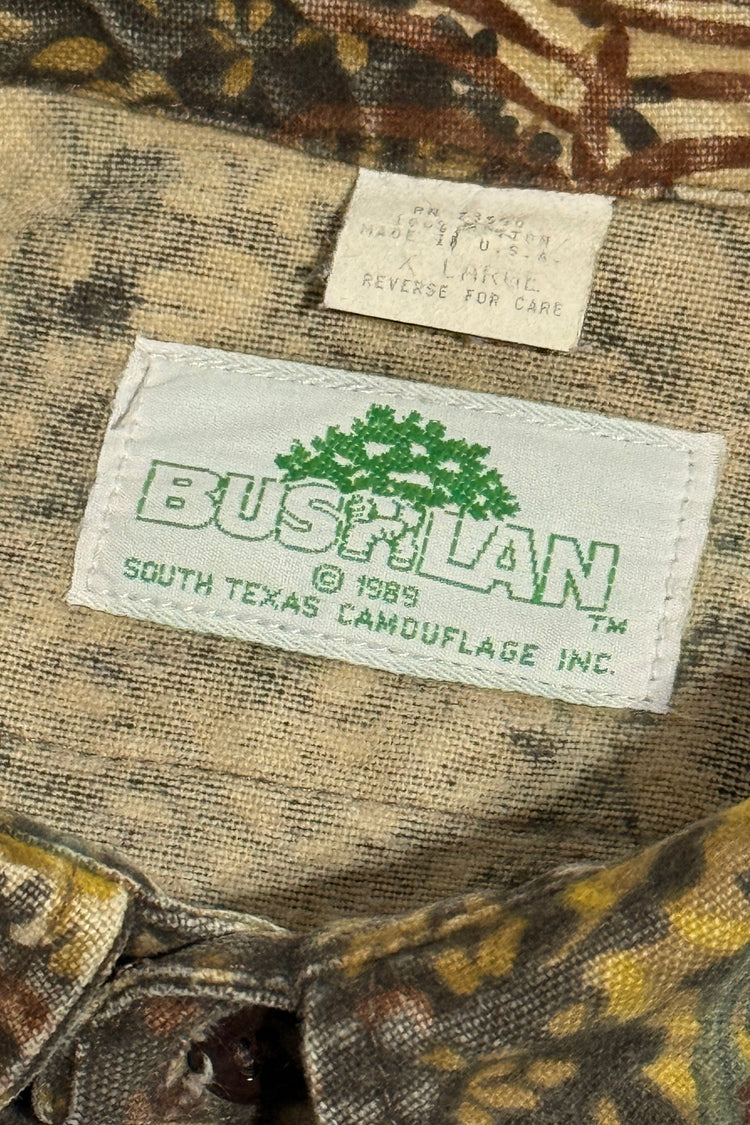 MADE IN U.S.A.
X LARGE
REVERSE FOR CARE
BUSHLAN
© 1989 ™
SOUTH TEXAS CAMOUFLAGE INC.